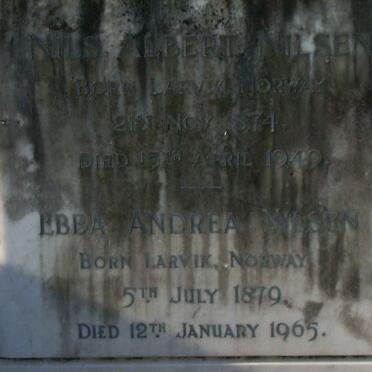 NILS ALBERT NILSEN
BORN LARVIK, NORWAY
21ST NOV. 1874.
DIED 15TH APRIL 1949.
EBBA ANDREA NILSEN
BORN LARVIK, NORWAY
5TH JULY 1879.
DIED 12TH JANUARY 1965.